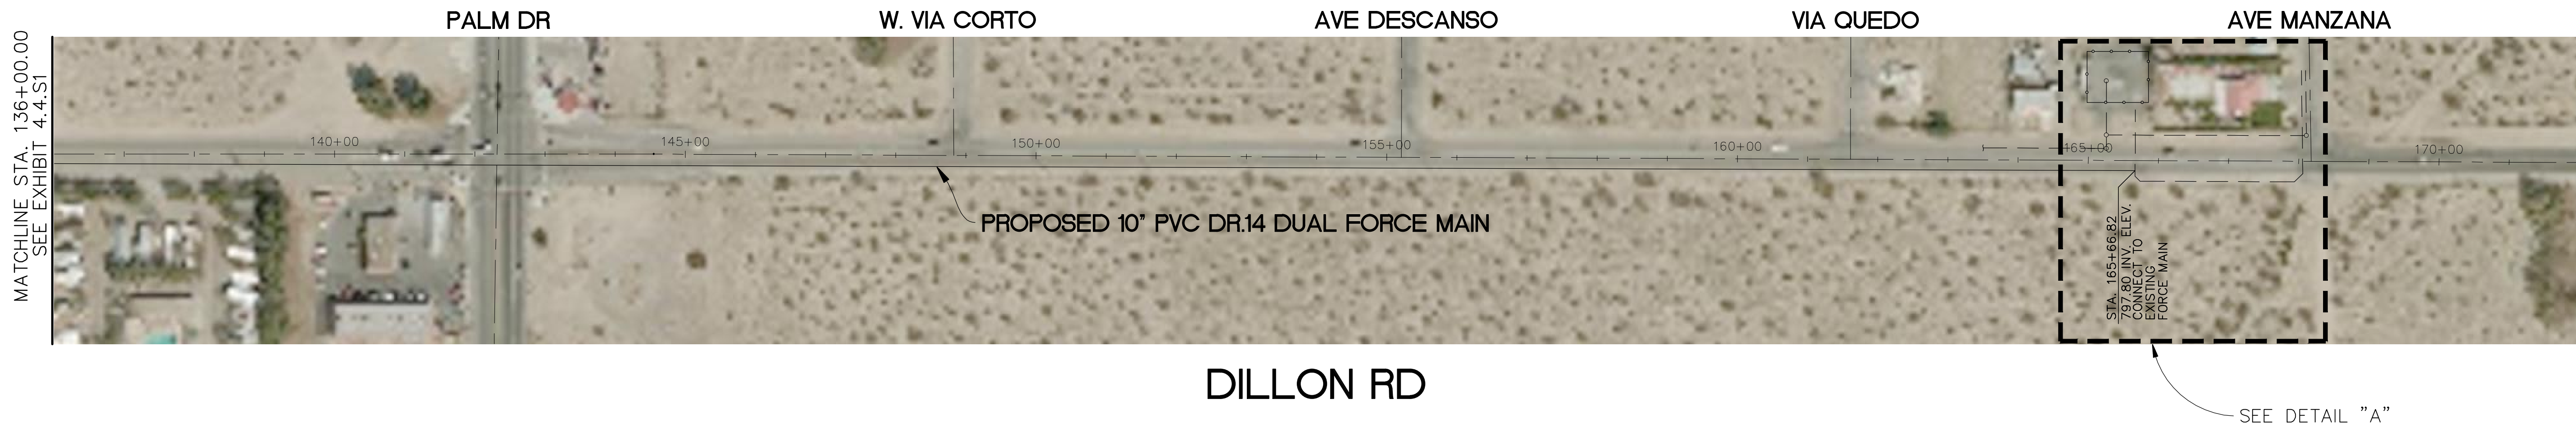 PALM DR
W. VIA CORTO
AVE DESCANSO
VIA QUEDO
AVE MANZANA
MATCHLINE STA. 136+00.00
SEE EXHIBIT 4.4.S1
140+00
145+00
150+00
155+00
160+00
165+00
170+00
PROPOSED 10" PVC DR.14 DUAL FORCE MAIN
STA. 165+66.82
797.80 INV. ELEV.
CONNECT TO
EXISTING
FORCE MAIN
DILLON RD
SEE DETAIL "A"